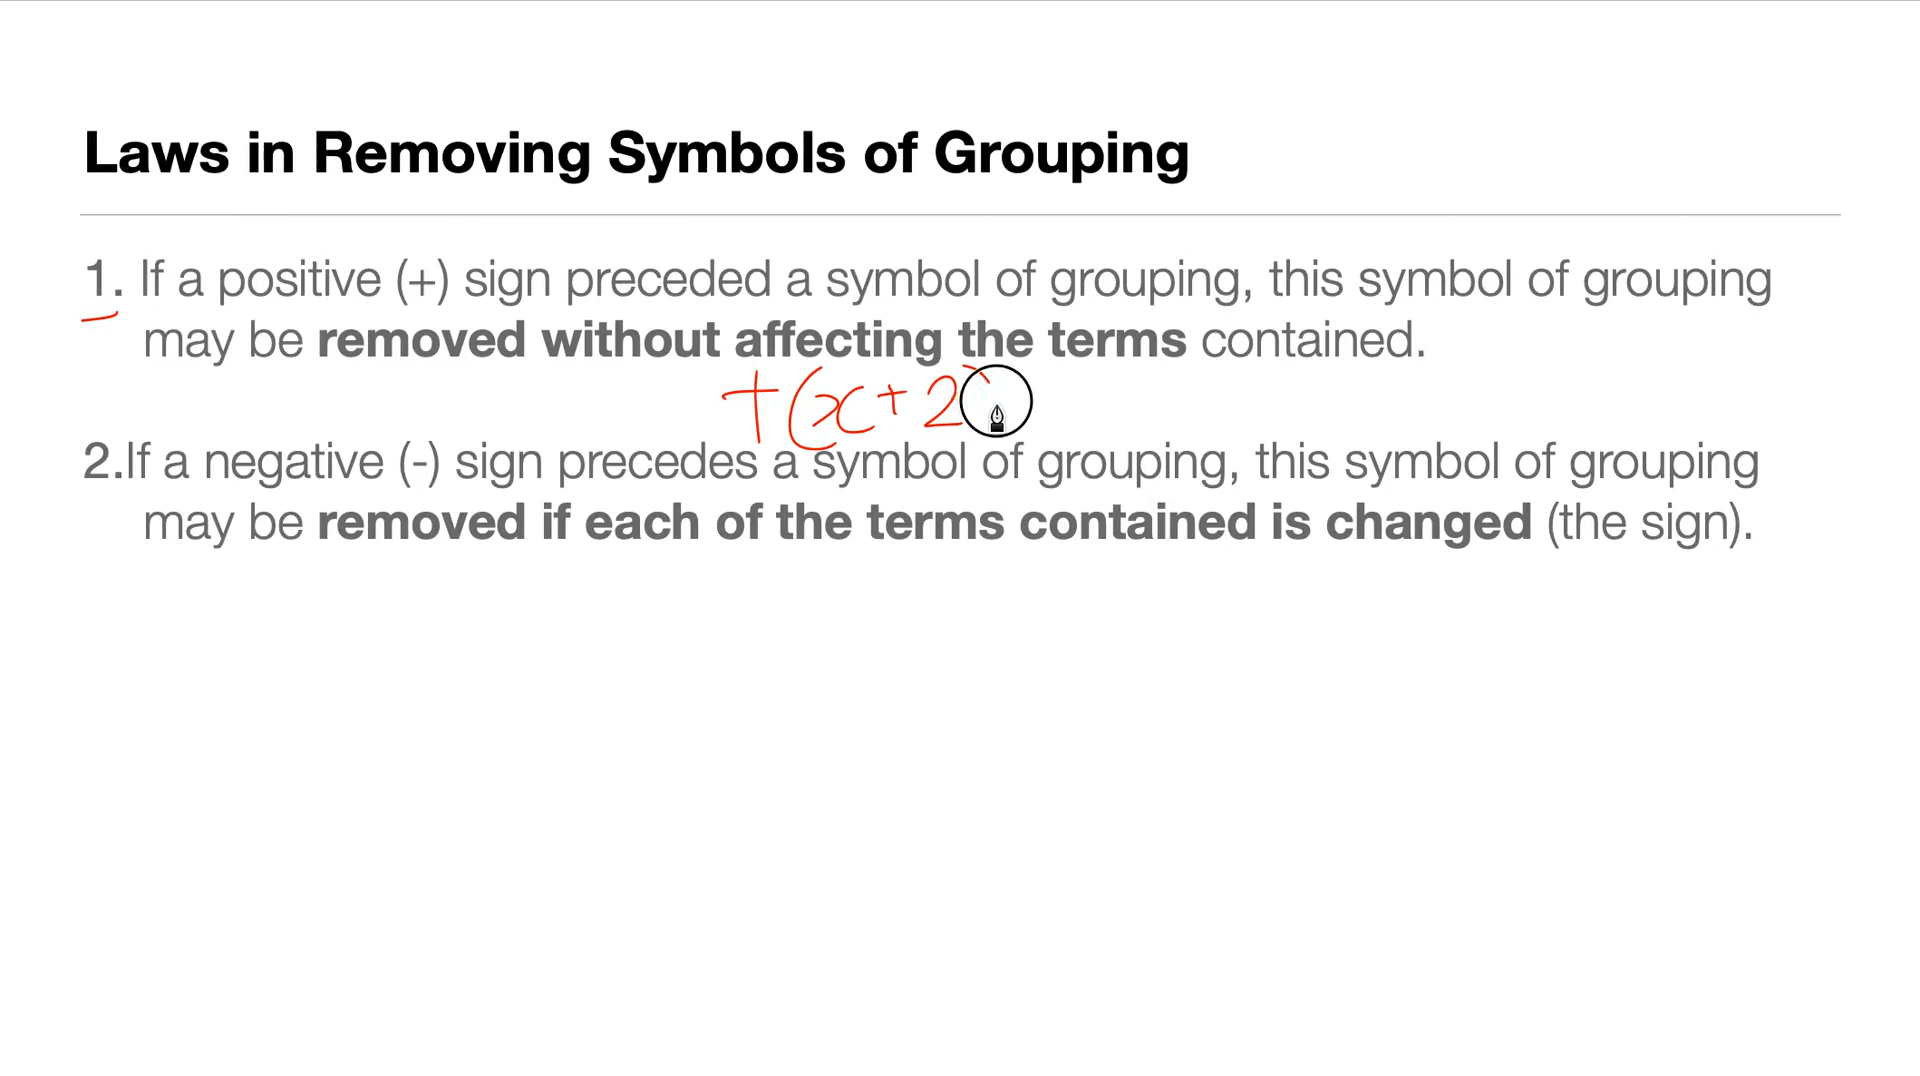 Laws in Removing Symbols of Grouping
1. If a positive (+) sign preceded a symbol of grouping, this symbol of grouping
may be removed without affecting the terms contained.
+(x+2)
2.If a negative (-) sign precedes a symbol of grouping, this symbol of grouping
may be removed if each of the terms contained is changed (the sign).